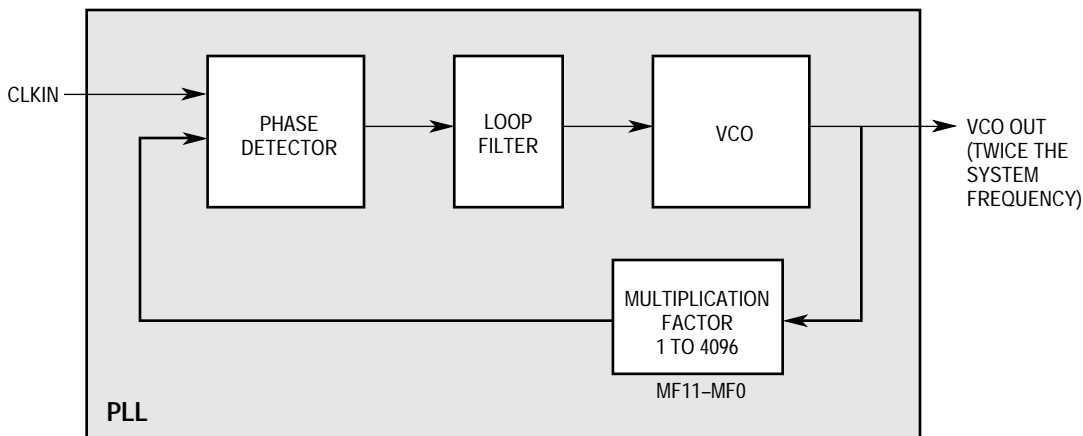 CLKIN
PHASE
DETECTOR
LOOP
FILTER
VCO
VCO OUT
(TWICE THE
SYSTEM
FREQUENCY)
MULTIPLICATION
FACTOR
1 TO 4096
MF11–MF0
PLL